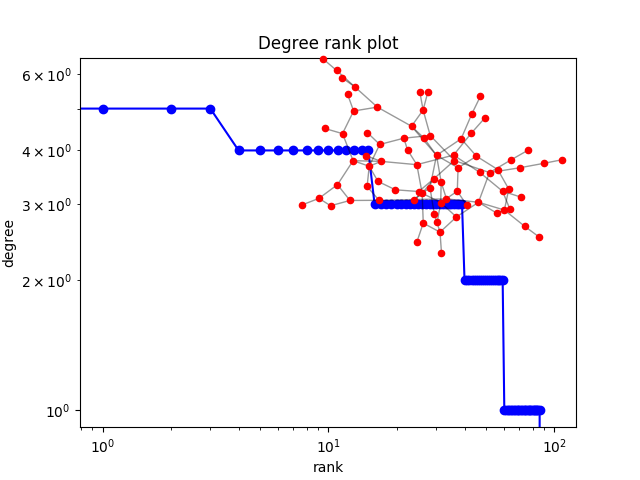 Degree rank plot
degree
6 × 10⁰
4 × 10⁰
3 × 10⁰
2 × 10⁰
10⁰
10⁰
10¹
10²
rank